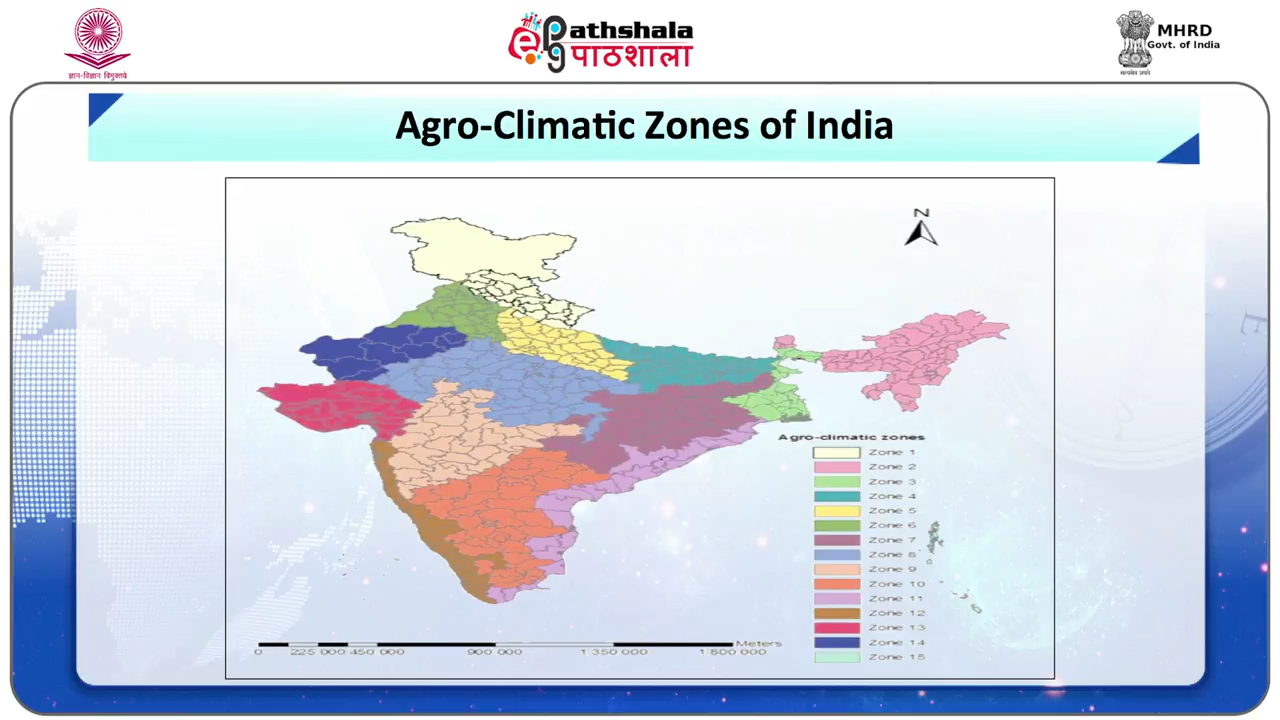 ज्ञान-विज्ञान विमुक्तये
Pathshala
पाठशाला
MHRD
Govt. of India
सत्यमेव जयते
Agro-Climatic Zones of India
N
Agro-climatic zones
Zone 1
Zone 2
Zone 3
Zone 4
Zone 5
Zone 6
Zone 7
Zone 8
Zone 9
Zone 10
Zone 11
Zone 12
Zone 13
Zone 14
Zone 15
Meters
0 225 000 450 000 900 000 1 350 000 1 800 000